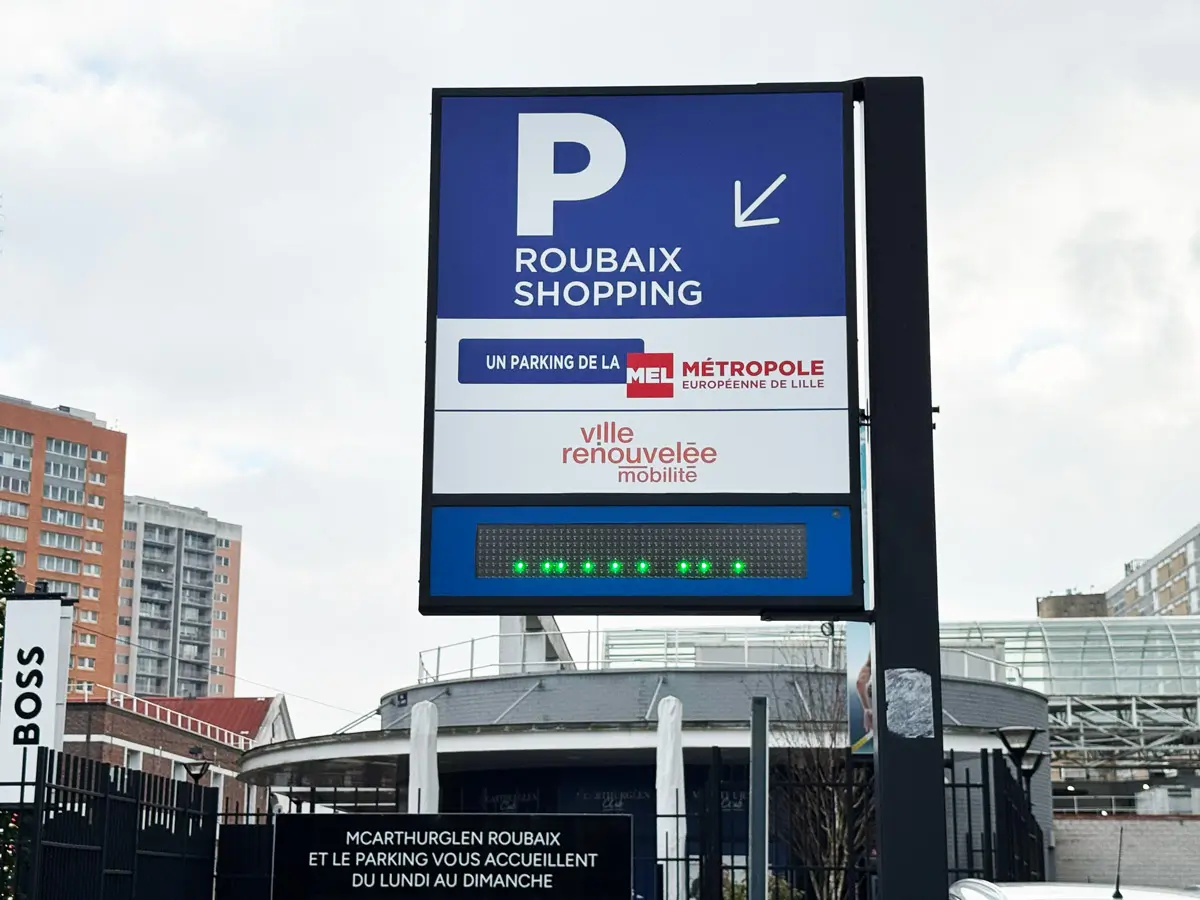 P
ROUBAIX
SHOPPING
UN PARKING DE LA
MEL
MÉTROPOLE
EUROPÉENNE DE LILLE
ville
renouvelée
mobilité
BOSS
MCARTHURGLEN ROUBAIX
ET LE PARKING VOUS ACCUEILLENT
DU LUNDI AU DIMANCHE